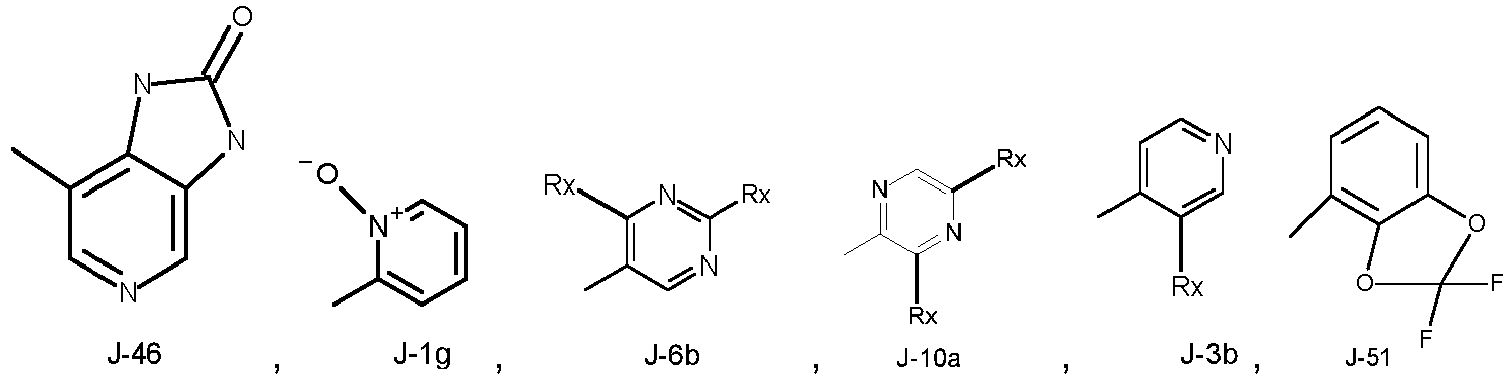 O
N
N
N
J-46 ,
−O
N+
J-1g ,
Rx
N
Rx
N
J-6b ,
Rx
N
N
Rx
J-10a ,
N
Rx
J-3b ,
O
O
F
F
J-51